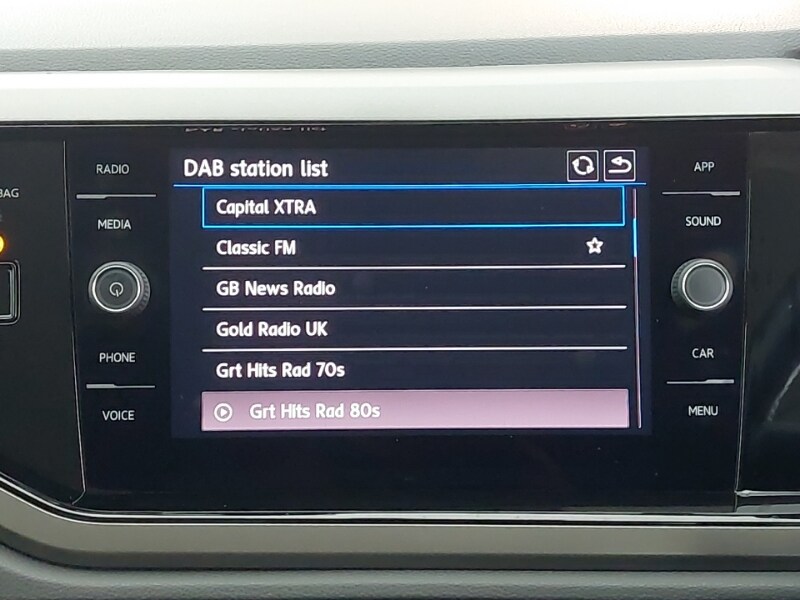 RADIO
MEDIA
PHONE
VOICE
BAG
DAB station list
Capital XTRA
Classic FM
GB News Radio
Gold Radio UK
Grt Hits Rad 70s
Grt Hits Rad 80s
APP
SOUND
CAR
MENU